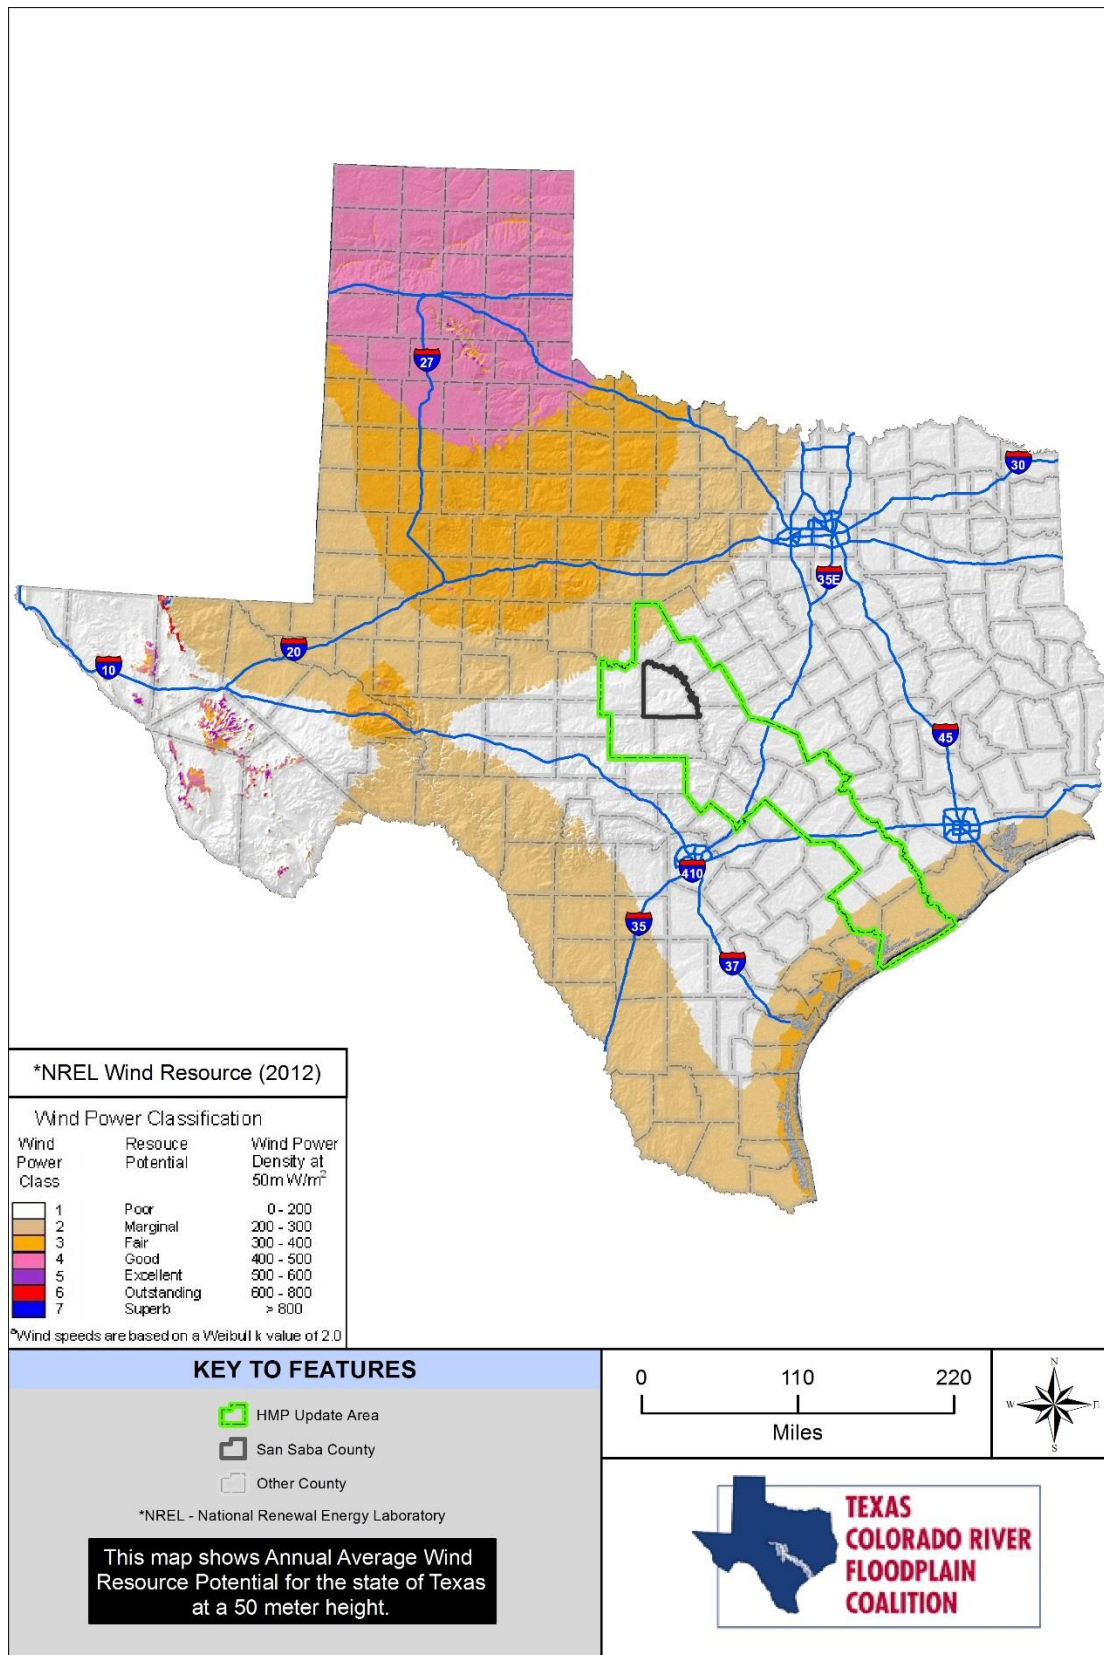 27
30
35E
20
10
45
410
35
37
*NREL Wind Resource (2012)
Wind Power Classification
Wind Power Class
Resouce Potential
Wind Power Density at 50m W/m²
1 Poor 0 - 200
2 Marginal 200 - 300
3 Fair 300 - 400
4 Good 400 - 500
5 Excellent 500 - 600
6 Outstanding 600 - 800
7 Superb > 800
ᵃWind speeds are based on a Weibull k value of 2.0
KEY TO FEATURES
HMP Update Area
San Saba County
Other County
*NREL - National Renewal Energy Laboratory
This map shows Annual Average Wind
Resource Potential for the state of Texas
at a 50 meter height.
0 110 220
Miles
N
W E
S
TEXAS
COLORADO RIVER
FLOODPLAIN
COALITION